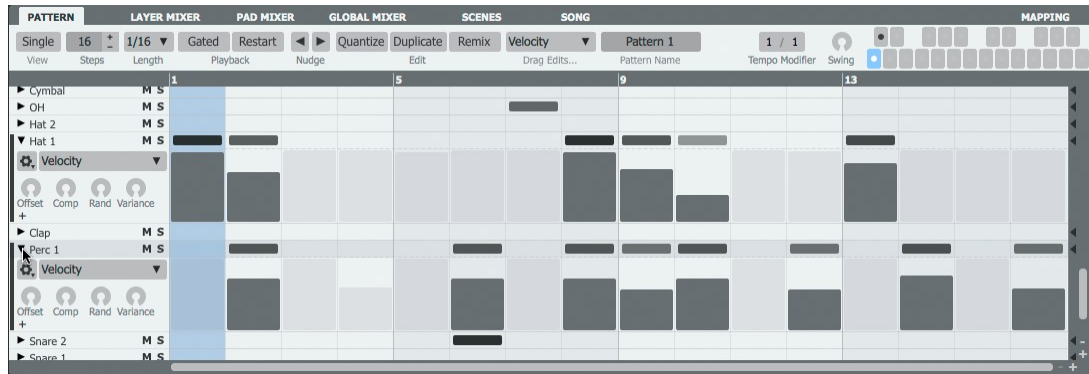 PATTERN LAYER MIXER PAD MIXER GLOBAL MIXER SCENES SONG MAPPING
Single 16 + - 1/16 ▼ Gated Restart ◀ ▶ Quantize Duplicate Remix Velocity ▼ Pattern 1 1 / 1
View Steps Length Playback Nudge Edit Drag Edits... Pattern Name Tempo Modifier Swing
1 5 9 13
Cymbal M S
OH M S
Hat 2 M S
Hat 1 M S
Velocity ▼
Offset Comp Rand Variance
+
Clap M S
Perc 1 M S
Velocity ▼
Offset Comp Rand Variance
+
Snare 2 M S
Snare 1 M S